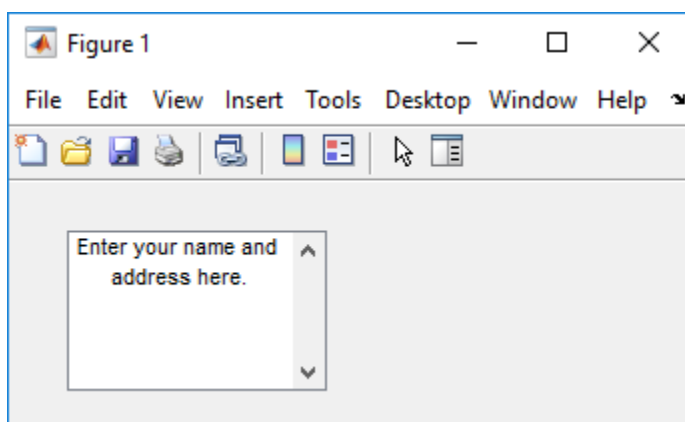 Figure 1
File Edit View Insert Tools Desktop Window Help
Enter your name and
address here.